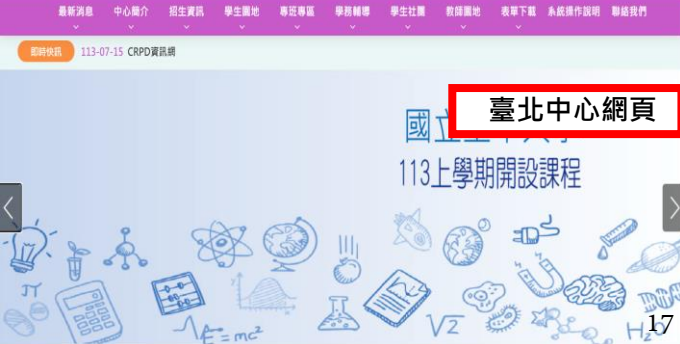 最新消息 中心簡介 招生資訊 學生園地 專班專區 學務輔導 學生社團 教師園地 表單下載 系統操作說明 聯絡我們
即時快訊 113-07-15 CRPD資訊網
臺北中心網頁
國立
113上學期開設課程
π
E = mc²
√2
H₂O
17